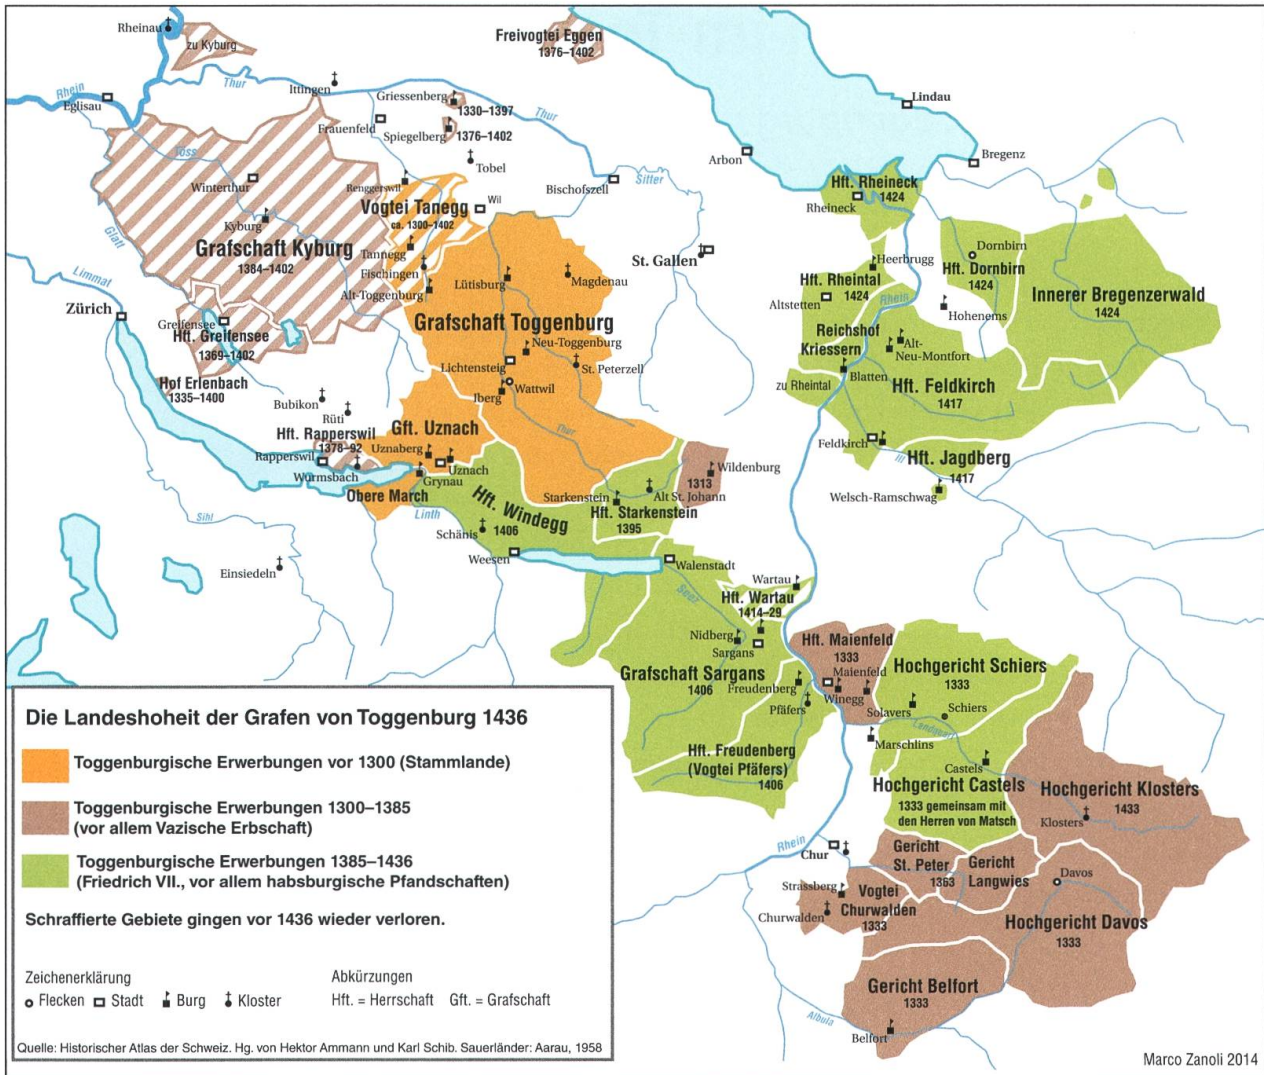 Rheinau
zu Kyburg
Freivogtei Eggen
1376–1402
Rhein
Thur
Ittingen
Griessenberg
1330–1397
Thur
Lindau
Eglisau
Frauenfeld
Spiegelberg
1376–1402
Töss
Tobel
Arbon
Bregenz
Winterthur
Renggerswil
Bischofszell
Sitter
Hft. Rheineck
1424
Rheineck
Vogtei Tanegg
ca. 1300–1402
Wil
Kyburg
Glatt
Grafschaft Kyburg
1384–1402
Tannegg
St. Gallen
Heerbrugg
Dornbirn
Hft. Dornbirn
1424
Limmat
Fischingen
Lütisburg
Magdenau
Hft. Rheintal
1424
Alt-Toggenburg
Rhein
Innerer Bregenzerwald
1424
Zürich
Altstetten
Hohenems
Greifensee
Hft. Greifensee
1369–1402
Grafschaft Toggenburg
Reichshof
Kriessern
Alt-
Neu-Montfort
Neu-Toggenburg
Lichtensteig
St. Peterzell
Blatten
Hof Erlenbach
1335–1400
Wattwil
zu Rheintal
Hft. Feldkirch
1417
Iberg
Bubikon
Rüti
Gft. Uznach
Thur
Hft. Rapperswil
1378–92
Feldkirch
Ill
Uznaberg
Rapperswil
Uznach
Hft. Jagdberg
1417
Wurmsbach
Grynau
Wildenburg
1313
Obere March
Starkenstein
Alt St. Johann
Welsch-Ramschwag
Linth
Hft. Windegg
1406
Hft. Starkenstein
1395
Sihl
Schänis
Weesen
Einsiedeln
Walenstadt
Seez
Wartau
Hft. Wartau
1414–29
Nidberg
Sargans
Hft. Maienfeld
1333
Grafschaft Sargans
1406
Maienfeld
Hochgericht Schiers
1333
Freudenberg
Winegg
Pfäfers
Solavers
Schiers
Landquart
Marschlins
Hft. Freudenberg
(Vogtei Pfäfers)
1406
Castels
Hochgericht Castels
1333 gemeinsam mit
den Herren von Matsch
Hochgericht Klosters
1433
Klosters
Rhein
Chur
Gericht
St. Peter
1363
Gericht
Langwies
Strassberg
Vogtei
Churwalden
1333
Davos
Churwalden
Hochgericht Davos
1333
Gericht Belfort
1333
Albula
Belfort
Die Landeshoheit der Grafen von Toggenburg 1436
Toggenburgische Erwerbungen vor 1300 (Stammlande)
Toggenburgische Erwerbungen 1300–1385
(vor allem Vazische Erbschaft)
Toggenburgische Erwerbungen 1385–1436
(Friedrich VII., vor allem habsburgische Pfandschaften)
Schraffierte Gebiete gingen vor 1436 wieder verloren.
Zeichenerklärung
Flecken Stadt Burg Kloster
Abkürzungen
Hft. = Herrschaft Gft. = Grafschaft
Quelle: Historischer Atlas der Schweiz. Hg. von Hektor Ammann und Karl Schib. Sauerländer: Aarau, 1958
Marco Zanoli 2014